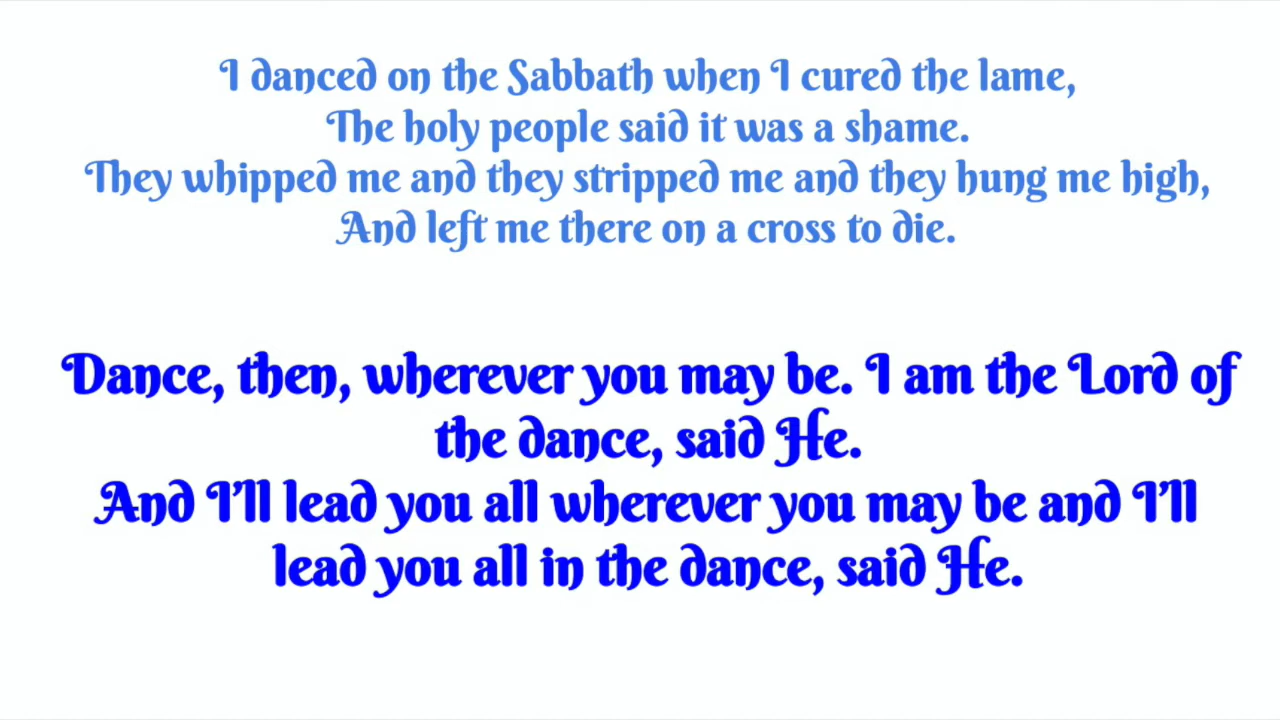 I danced on the Sabbath when I cured the lame,
The holy people said it was a shame.
They whipped me and they stripped me and they hung me high,
And left me there on a cross to die.
Dance, then, wherever you may be. I am the Lord of
the dance, said He.
And I'll lead you all wherever you may be and I'll
lead you all in the dance, said He.